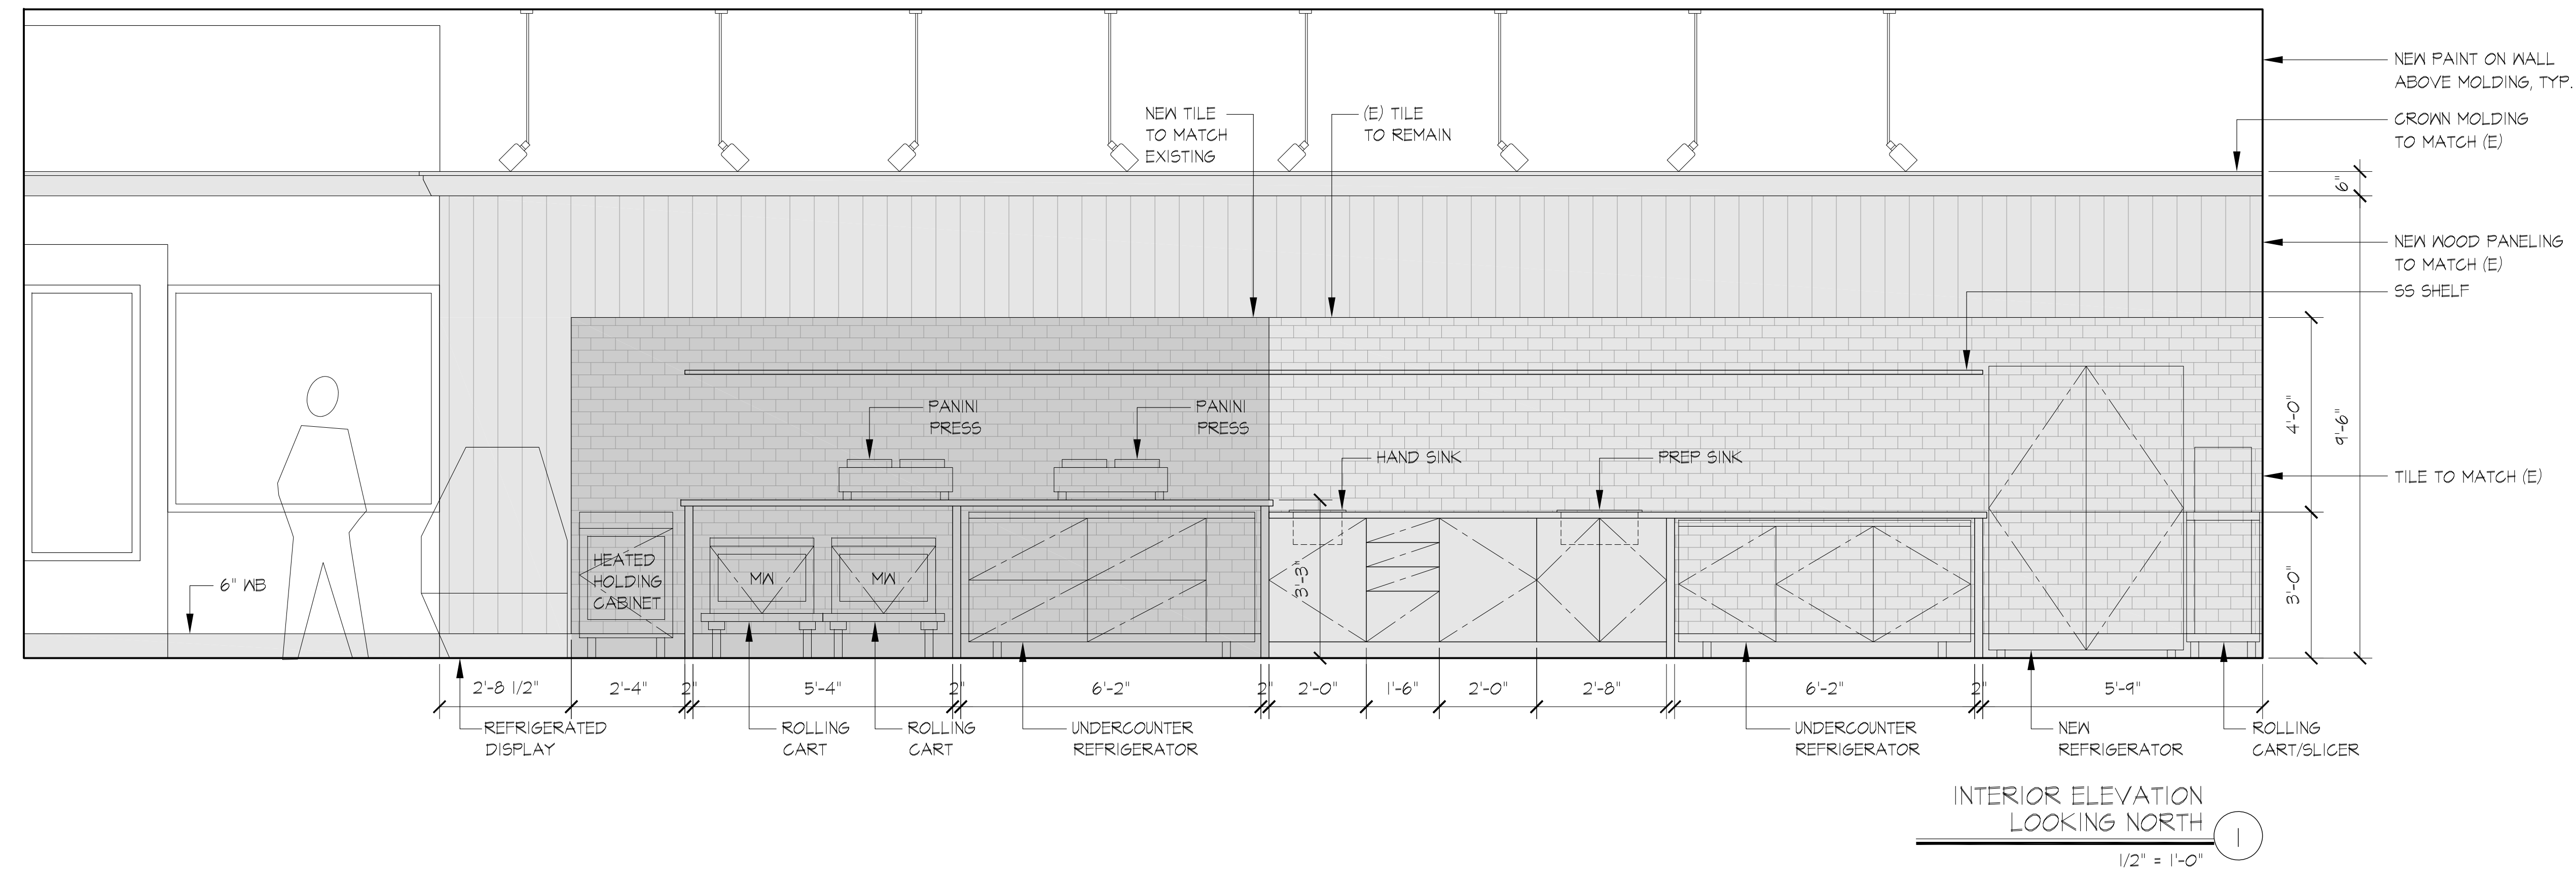 NEW PAINT ON WALL
ABOVE MOLDING, TYP.
NEW TILE
TO MATCH
EXISTING
(E) TILE
TO REMAIN
CROWN MOLDING
TO MATCH (E)
6"
NEW WOOD PANELING
TO MATCH (E)
SS SHELF
PANINI
PRESS
PANINI
PRESS
HAND SINK
PREP SINK
4'-0"
9'-6"
TILE TO MATCH (E)
6" WB
HEATED
HOLDING
CABINET
MW
MW
3'-3"
3'-0"
2'-8 1/2"
2'-4"
2"
5'-4"
2"
6'-2"
2"
2'-0"
1'-6"
2'-0"
2'-8"
6'-2"
2"
5'-9"
REFRIGERATED
DISPLAY
ROLLING
CART
ROLLING
CART
UNDERCOUNTER
REFRIGERATOR
UNDERCOUNTER
REFRIGERATOR
NEW
REFRIGERATOR
ROLLING
CART/SLICER
INTERIOR ELEVATION
LOOKING NORTH
1
1/2" = 1'-0"